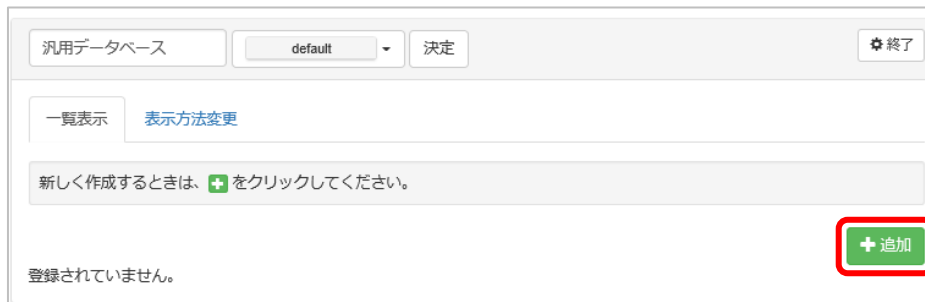 汎用データベース default 決定 終了
一覧表示 表示方法変更
新しく作成するときは、 をクリックしてください。
追加
登録されていません。